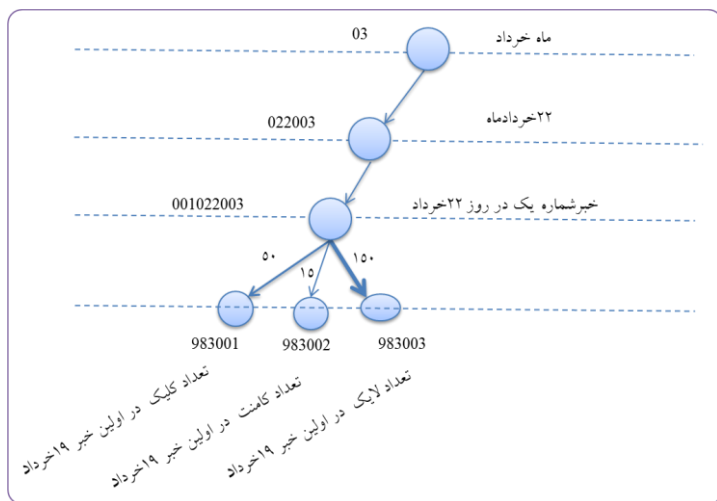 03
ماه خرداد
022003
۲۲خردادماه
001022003
خبرشماره یک در روز ۲۲خرداد
۵۰
۱۵
۱۵۰
983001
983002
983003
تعداد کلیک در اولین خبر ۱۹خرداد
تعداد کامنت در اولین خبر ۱۹خرداد
تعداد لایک در اولین خبر ۱۹خرداد